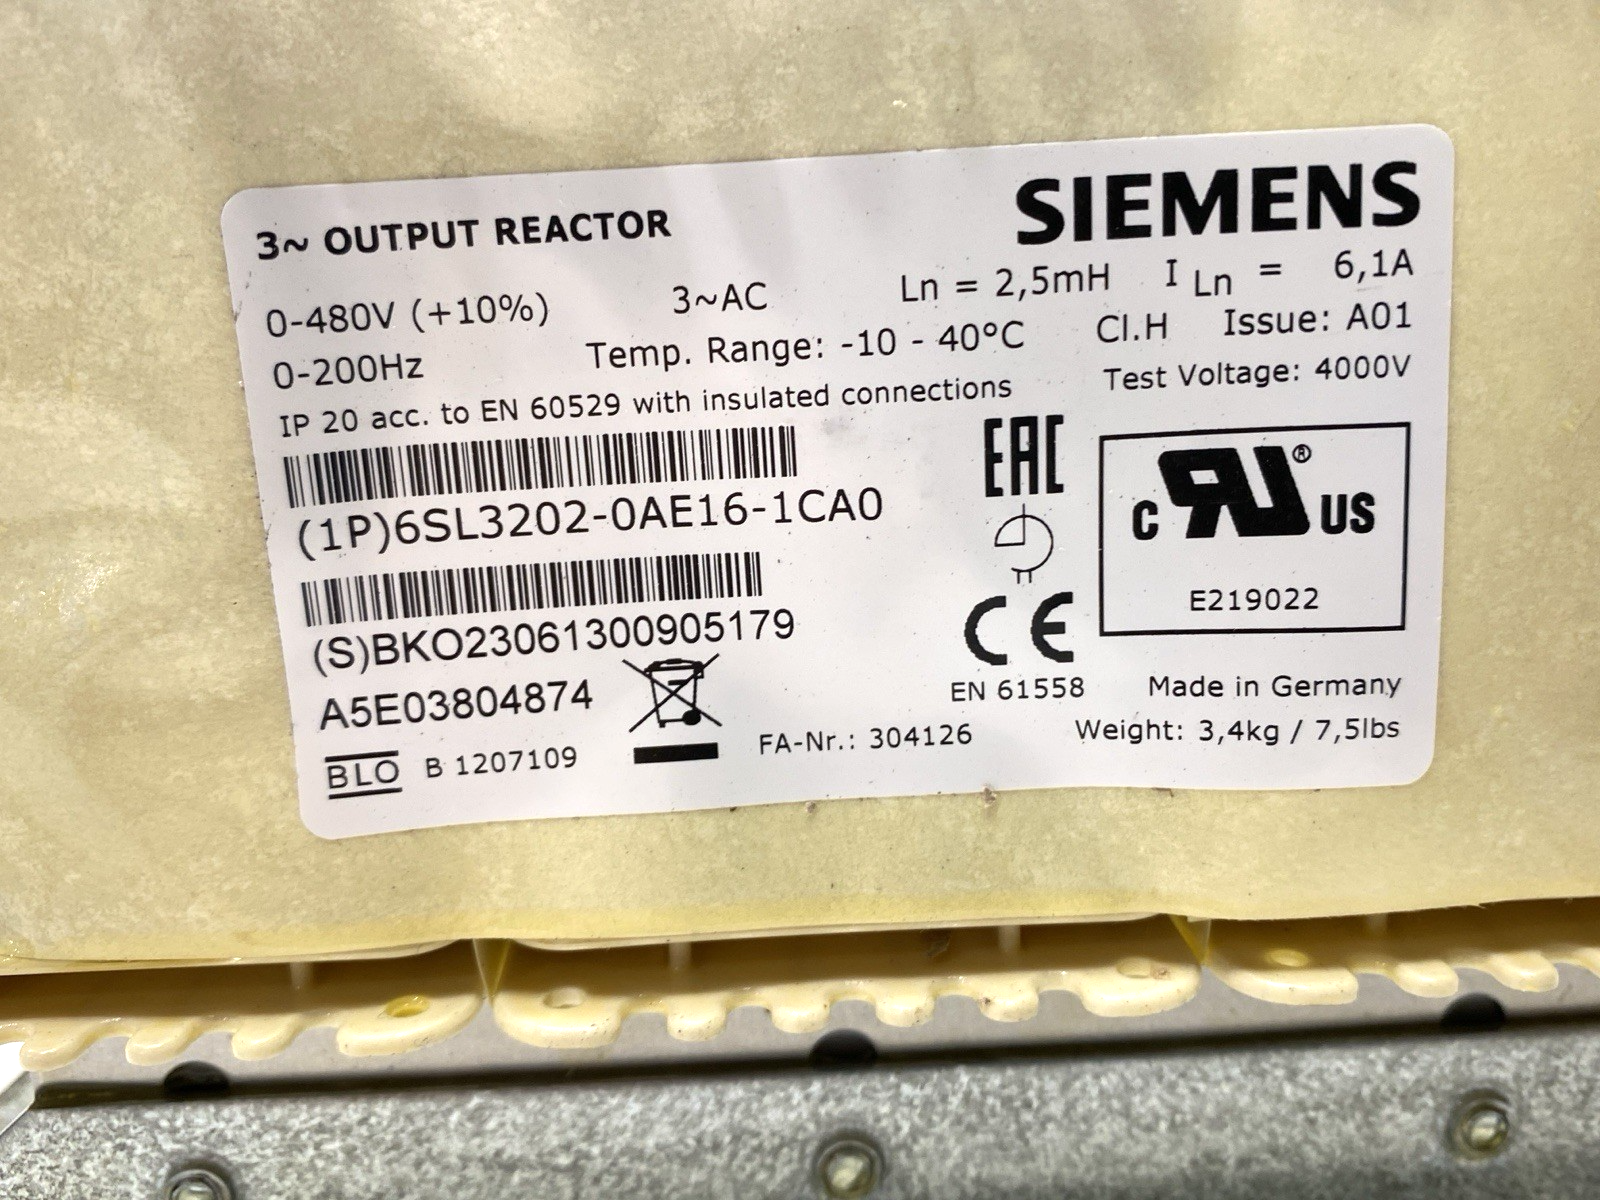 SIEMENS
3~ OUTPUT REACTOR
0-480V (+10%) 3~AC Ln = 2,5mH I Ln = 6,1A
0-200Hz Temp. Range: -10 - 40°C Cl.H Issue: A01
IP 20 acc. to EN 60529 with insulated connections Test Voltage: 4000V
(1P)6SL3202-0AE16-1CA0
EAC
c RU ® US
E219022
(S)BKO23061300905179
CE
A5E03804874
EN 61558 Made in Germany
BLO B 1207109 FA-Nr.: 304126 Weight: 3,4kg / 7,5lbs